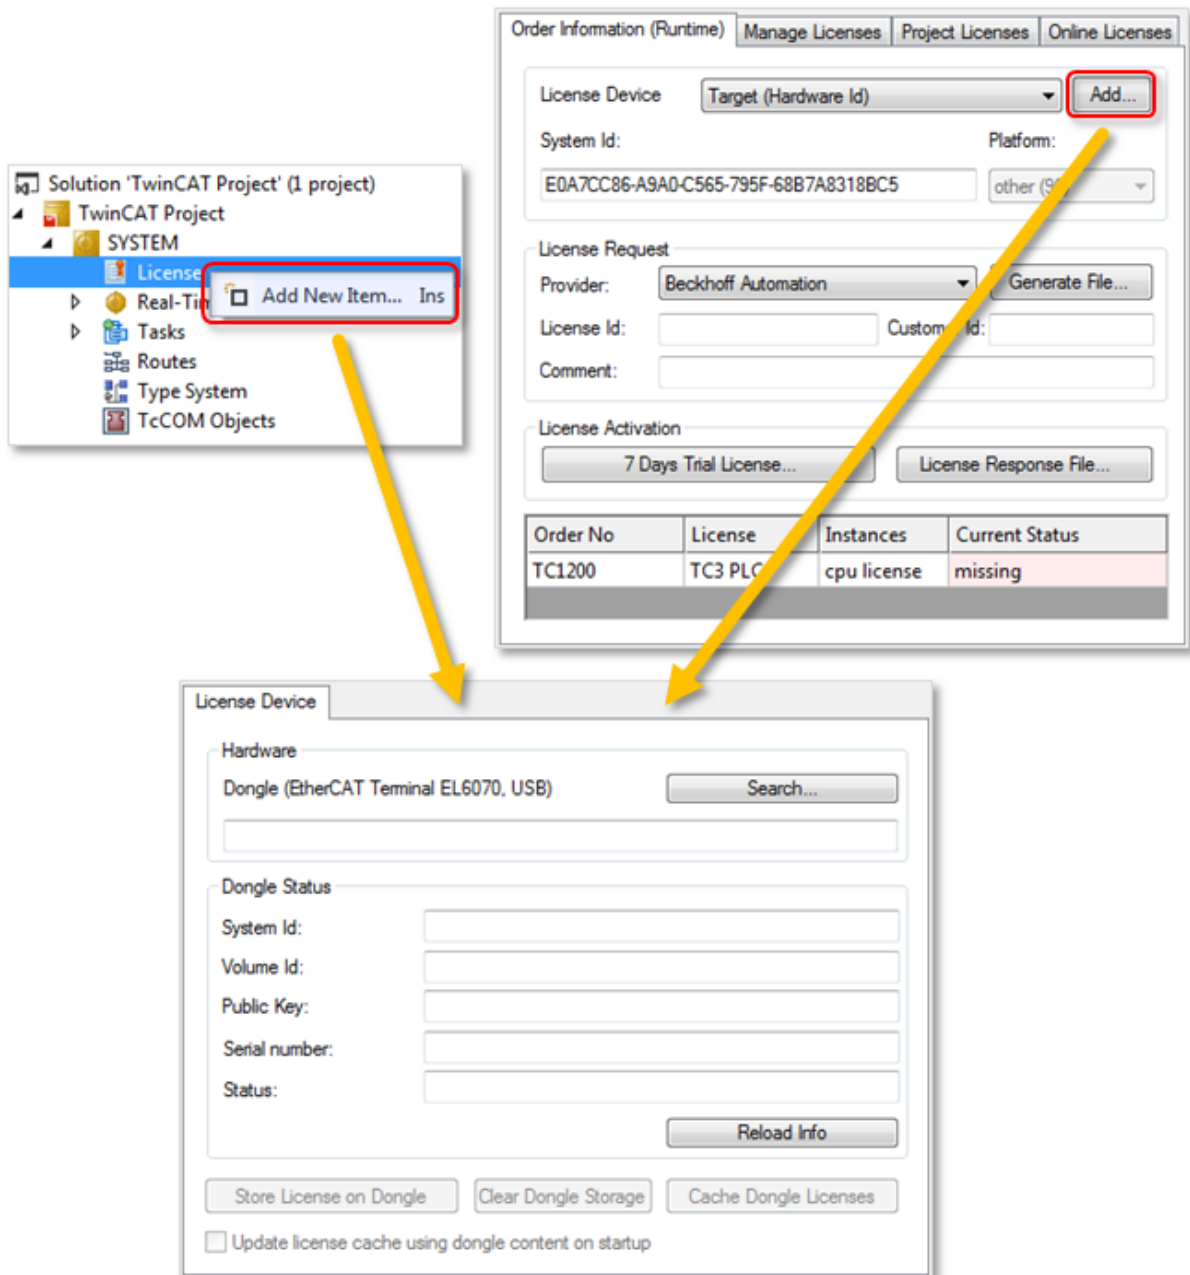 Order Information (Runtime) Manage Licenses Project Licenses Online Licenses
License Device Target (Hardware Id) Add...
System Id: Platform:
E0A7CC86-A9A0-C565-795F-68B7A8318BC5 other
License Request
Provider: Beckhoff Automation Generate File...
License Id: Id:
Comment:
License Activation
7 Days Trial License... License Response File...
Order No License Instances Current Status
TC1200 TC3 PLC cpu license missing
Solution 'TwinCAT Project' (1 project)
TwinCAT Project
SYSTEM
License
Add New Item... Ins
Tasks
Routes
Type System
TcCOM Objects
License Device
Hardware
Dongle (EtherCAT Terminal EL6070, USB) Search...
Dongle Status
System Id:
Volume Id:
Public Key:
Serial number:
Status:
Reload Info
Store License on Dongle Clear Dongle Storage Cache Dongle Licenses
Update license cache using dongle content on startup